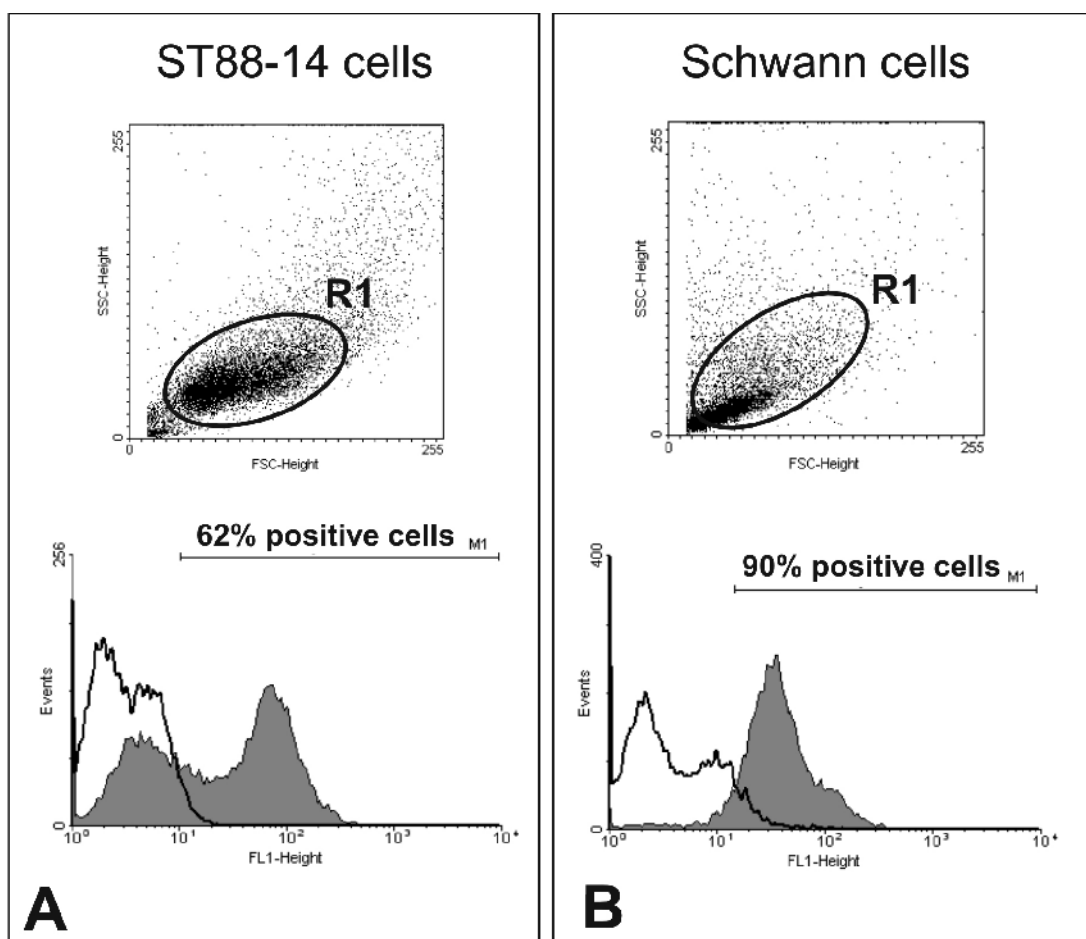 ST88-14 cells
255
SSC-Height
R1
0
0
255
FSC-Height
62% positive cells M1
256
Events
0
10⁰ 10¹ 10² 10³ 10⁴
FL1-Height
A
Schwann cells
255
SSC-Height
R1
0
0
255
FSC-Height
90% positive cells M1
400
Events
0
10⁰ 10¹ 10² 10³ 10⁴
FL1-Height
B